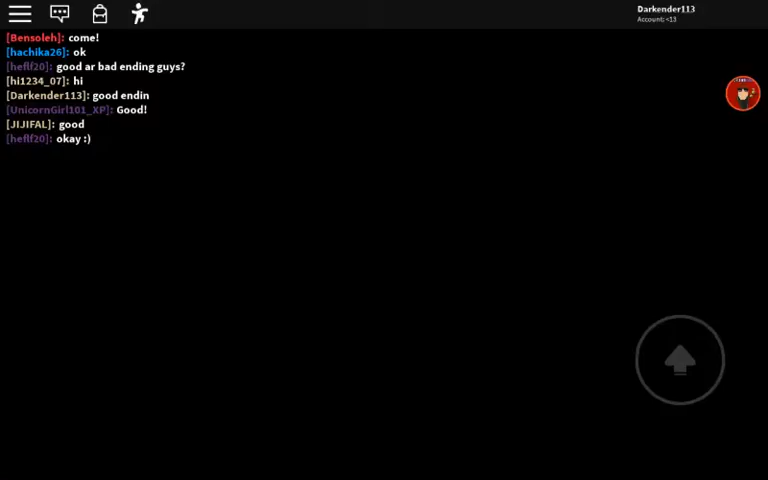 Darkender113
Account: <13
[Bensoleh]: come!
[hachika26]: ok
[heflf20]: good ar bad ending guys?
[hi1234_07]: hi
[Darkender113]: good endin
[UnicornGirl101_XP]: Good!
[JIJIFAL]: good
[heflf20]: okay :)